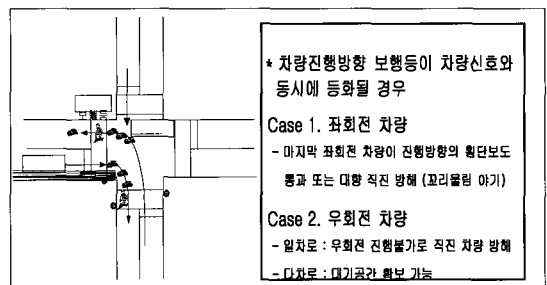 * 차량진행방향 보행등이 차량신호와
동시에 등화될 경우
Case 1. 좌회전 차량
- 마지막 좌회전 차량이 진행방향의 횡단보도
통과 또는 대향 직진 방해 (꼬리물림 야기)
Case 2. 우회전 차량
- 일차로 : 우회전 진행불가로 직진 차량 방해
- 다차로 : 대기공간 확보 가능